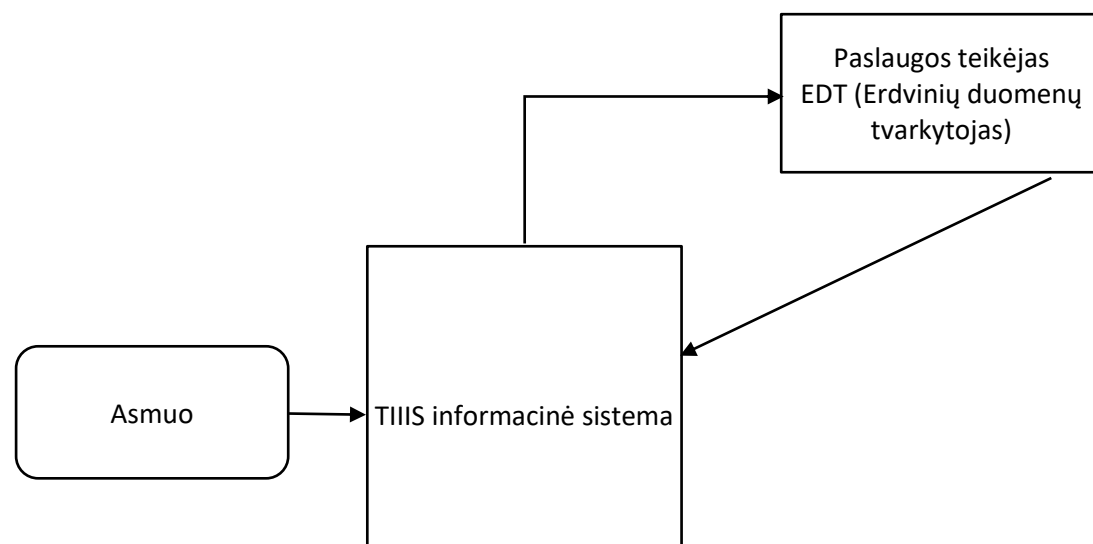 Paslaugos teikėjas
EDT (Erdvinių duomenų
tvarkytojas)
Asmuo
TIIIS informacinė sistema